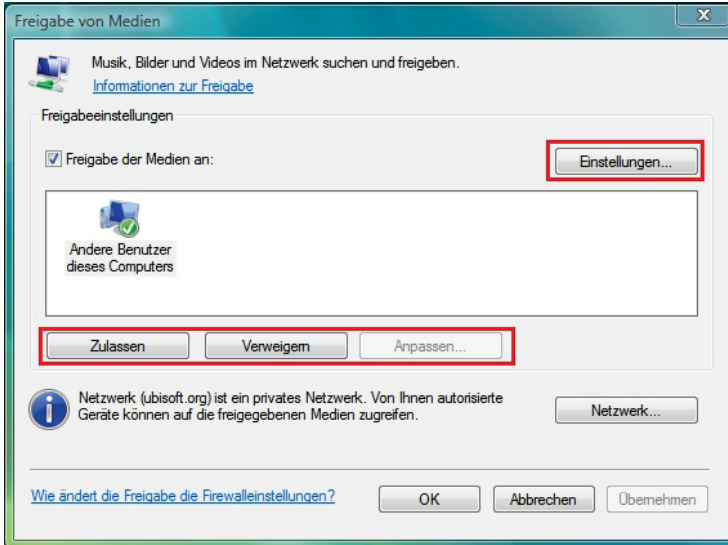 Freigabe von Medien
Musik, Bilder und Videos im Netzwerk suchen und freigeben.
Informationen zur Freigabe
Freigabeeinstellungen
Freigabe der Medien an:
Einstellungen...
Andere Benutzer
dieses Computers
Zulassen Verweigern Anpassen...
Netzwerk (ubisoft.org) ist ein privates Netzwerk. Von Ihnen autorisierte
Geräte können auf die freigegebenen Medien zugreifen.
Netzwerk...
Wie ändert die Freigabe die Firewalleinstellungen?
OK Abbrechen Übernehmen